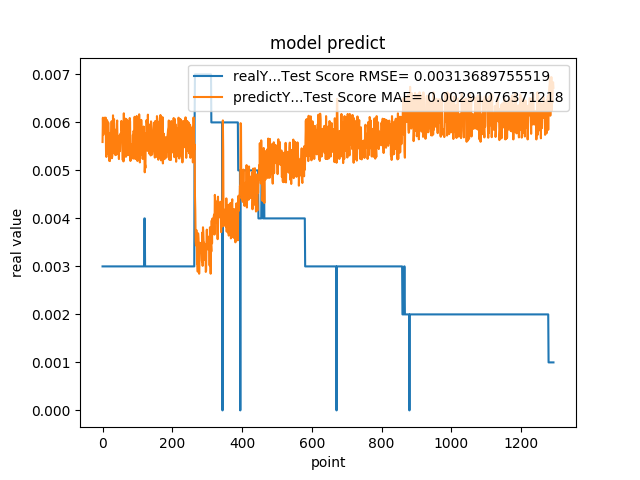 model predict
realY...Test Score RMSE= 0.00313689755519
predictY...Test Score MAE= 0.00291076371218
real value
0.007
0.006
0.005
0.004
0.003
0.002
0.001
0.000
0 200 400 600 800 1000 1200
point